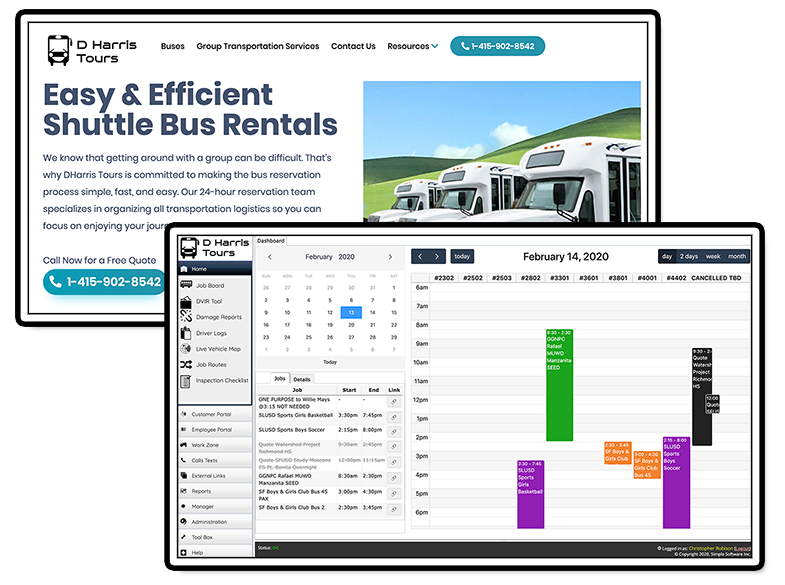 D Harris
Tours
Buses
Group Transportation Services
Contact Us
Resources
1-415-902-8542
Easy & Efficient
Shuttle Bus Rentals
We know that getting around with a group can be difficult. That's
why DHarris Tours is committed to making the bus reservation
process simple, fast, and easy. Our 24-hour reservation team
specializes in organizing all transportation logistics so you can
focus on enjoying your
Call Now for a Free Quote
1-415-902-8542
D Harris
Tours
Home
Job Board
DVIR Tool
Damage Reports
Driver Logs
Live Vehicle Map
Job Routes
Inspection Checklist
Customer Portal
Employee Portal
Work Zone
Calls Texts
External Links
Reports
Manager
Administration
Tool Box
Help
Dashboard
February 2020
SUN MON TUE WED THU FRI SAT
26 27 28 29 30 31 1
2 3 4 5 6 7 8
9 10 11 12 13 14 15
16 17 18 19 20 21 22
23 24 25 26 27 28 29
1 2 3 4 5 6 7
Today
Jobs Details
Job Start End Link
ONE PURPOSE to Willie Mays - -
@3:15 NOT NEEDED
SLUSD Sports Girls Basketball 3:30pm 7:45pm
SLUSD Sports Boys Soccer 2:15pm 8:00pm
Quote Watershed Project 9:30am 2:45pm
Richmond HS
Quote SFUSD Study Moscone 12:00pm 11:15am
ES Pt. Bonita Overnight
GGNPC Rafael MUWO 8:30am 2:30pm
Manzanita SEED
SF Boys & Girls Club Bus 45 3:00pm 4:30pm
PAX
SF Boys & Girls Club Bus 2 2:30pm 3:45pm
today
February 14, 2020
day 2 days week month
#2302 #2502 #2503 #2802 #3301 #3601 #3801 #4001 #4402 CANCELLED TBD
6am
7am
8am
9am
10am
11am
12pm
1pm
2pm
3pm
4pm
5pm
6pm
8:30 - 2:30
GGNPC
Rafael
MUWO
Manzanita
SEED
9:30 - 2:
Quote
Watersh
Project
Richmon
HS
12:00
Quote
3:30 - 7:45
SLUSD
Sports
Girls
Basketball
2:30 - 3:45
SF Boys &
Girls Club
3:00 - 4:30
SF Boys &
Girls Club
Bus 45
2:15 - 8:00
SLUSD
Sports
Boys
Soccer
Status: OK
Logged in as: Christopher Robison [Logout]
© Copyright 2020, Simple Software Inc.